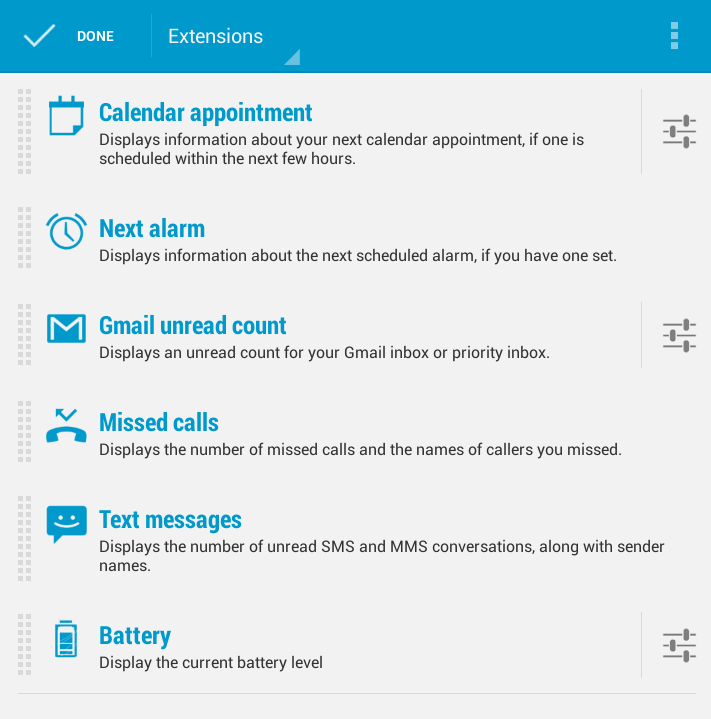 DONE
Extensions
Calendar appointment
Displays information about your next calendar appointment, if one is
scheduled within the next few hours.
Next alarm
Displays information about the next scheduled alarm, if you have one set.
Gmail unread count
Displays an unread count for your Gmail inbox or priority inbox.
Missed calls
Displays the number of missed calls and the names of callers you missed.
Text messages
Displays the number of unread SMS and MMS conversations, along with sender
names.
Battery
Display the current battery level